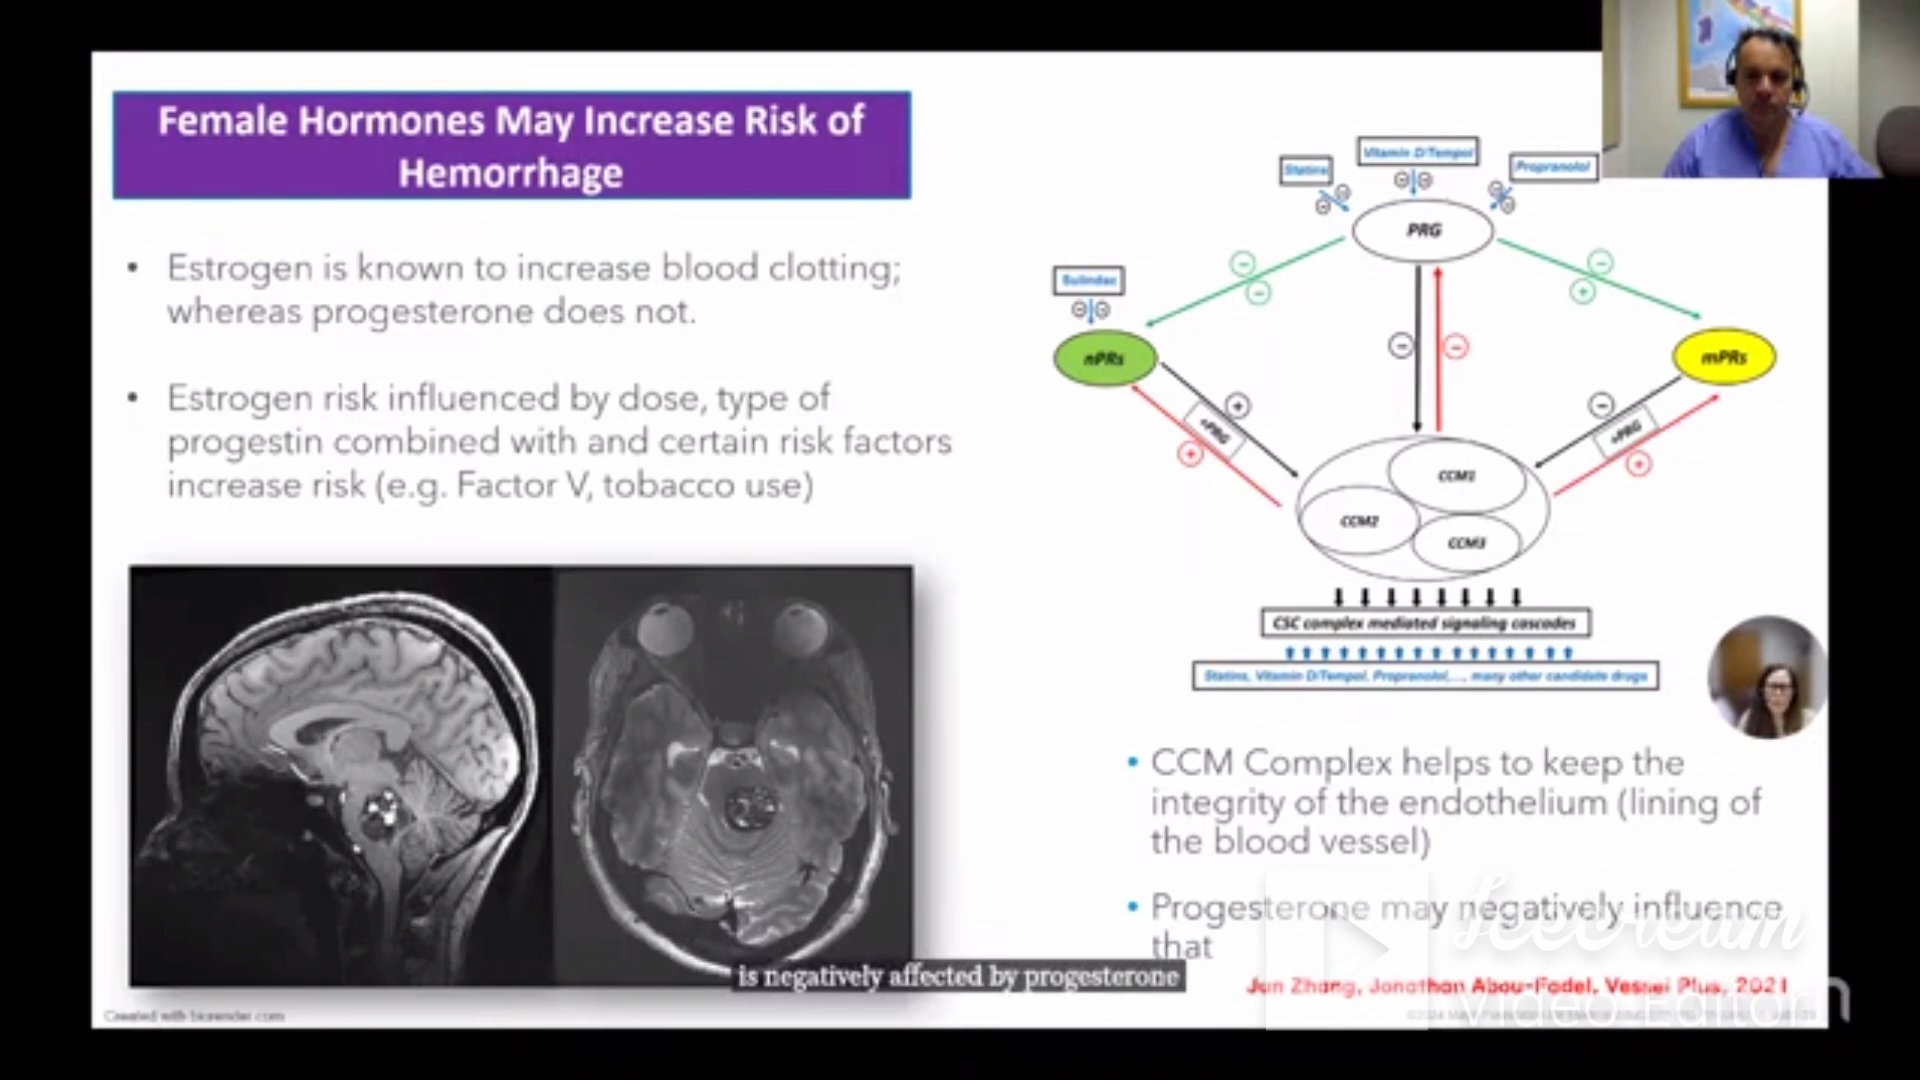 Female Hormones May Increase Risk of
Hemorrhage
• Estrogen is known to increase blood clotting;
whereas progesterone does not.
• Estrogen risk influenced by dose, type of
progestin combined with and certain risk factors
increase risk (e.g. Factor V, tobacco use)
Statins
Vitamin D/Tempol
Propranolol
PRG
Sulindac
nPRs
mPRs
+PRG
+PRG
CCM1
CCM2
CCM3
CSC complex mediated signaling cascades
Statins, Vitamin D/Tempol, Propranolol,..., many other candidate drugs
• CCM Complex helps to keep the
integrity of the endothelium (lining of
the blood vessel)
• Progesterone may negatively influence
that
is negatively affected by progesterone
Jun Zhang, Jonathan Abou-Fadel, Vessel Plus, 2021
Created with biorender.com
Icecream
Video Editor